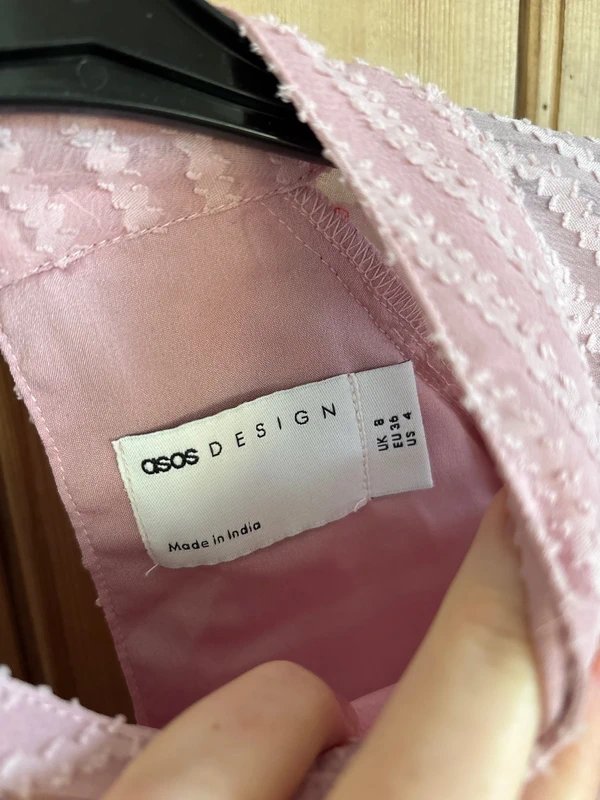 asos DESIGN
Made in India
UK 8
EU 36
US 4